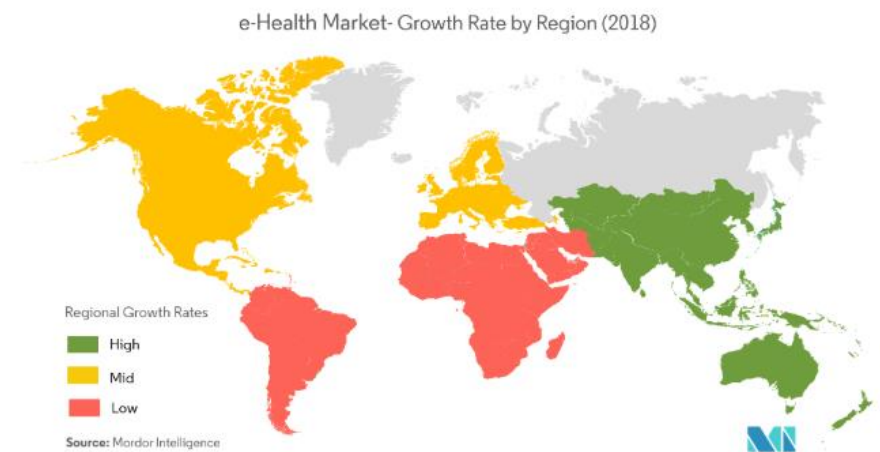 e-Health Market- Growth Rate by Region (2018)
Regional Growth Rates
High
Mid
Low
Source: Mordor Intelligence